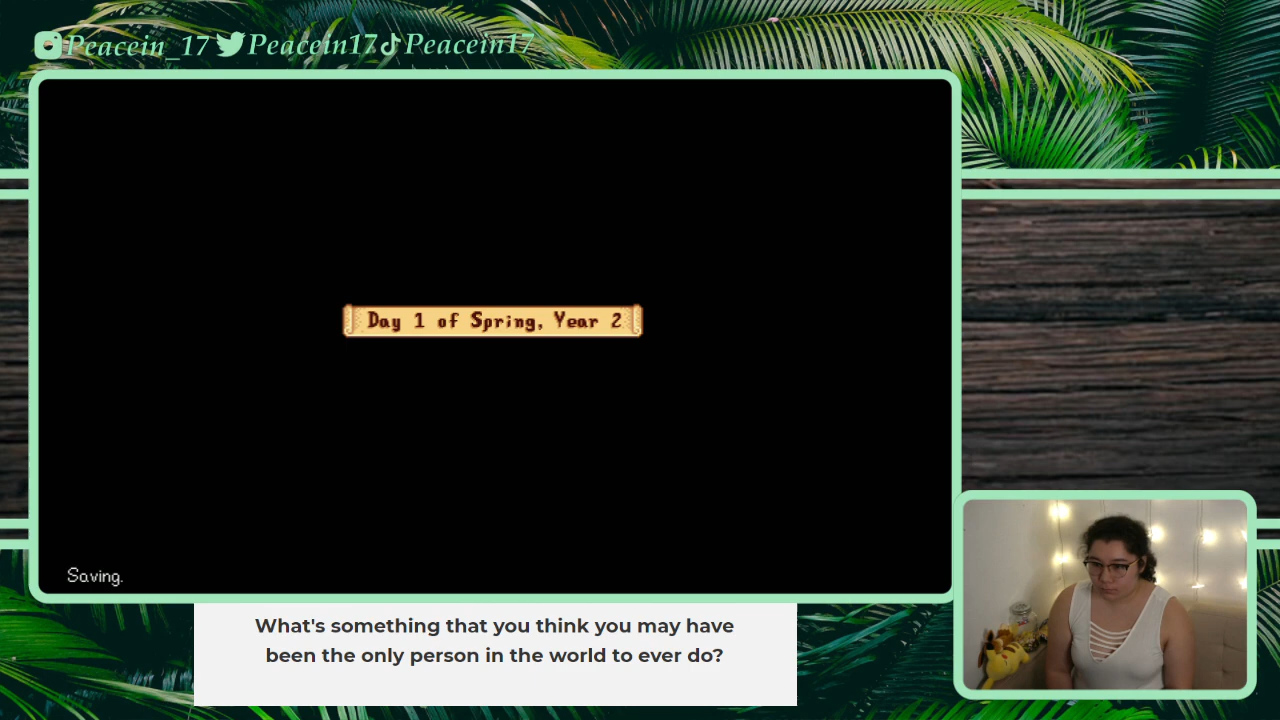 Peacein_17 Peacein17 Peacein17
Day 1 of Spring, Year 2
Saving.
What's something that you think you may have
been the only person in the world to ever do?